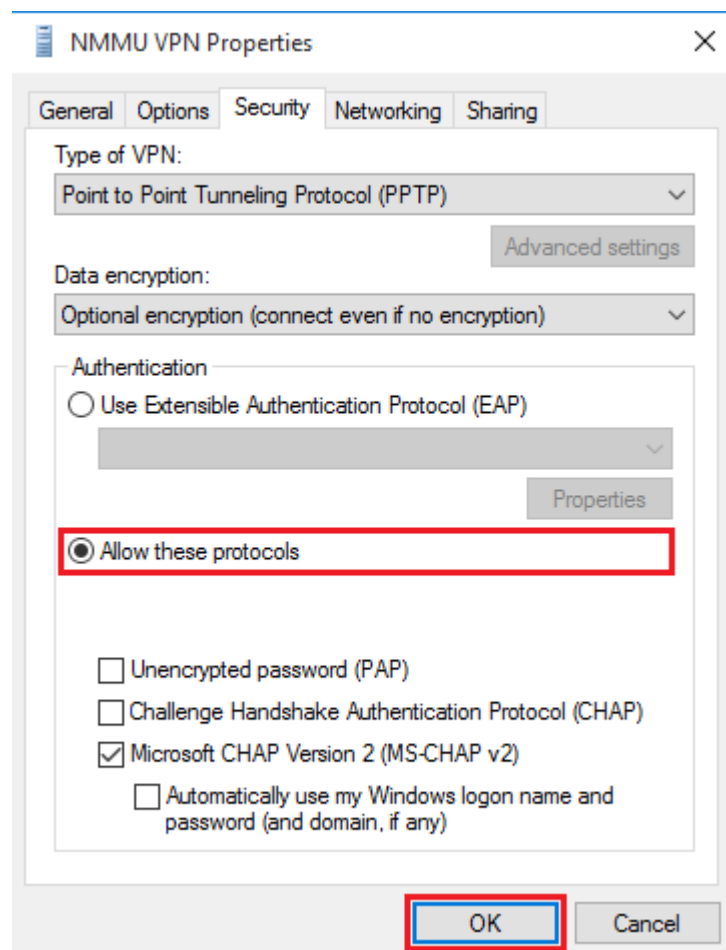 NMMU VPN Properties
General Options Security Networking Sharing
Type of VPN:
Point to Point Tunneling Protocol (PPTP)
Advanced settings
Data encryption:
Optional encryption (connect even if no encryption)
Authentication
Use Extensible Authentication Protocol (EAP)
Properties
Allow these protocols
Unencrypted password (PAP)
Challenge Handshake Authentication Protocol (CHAP)
Microsoft CHAP Version 2 (MS-CHAP v2)
Automatically use my Windows logon name and
password (and domain, if any)
OK Cancel